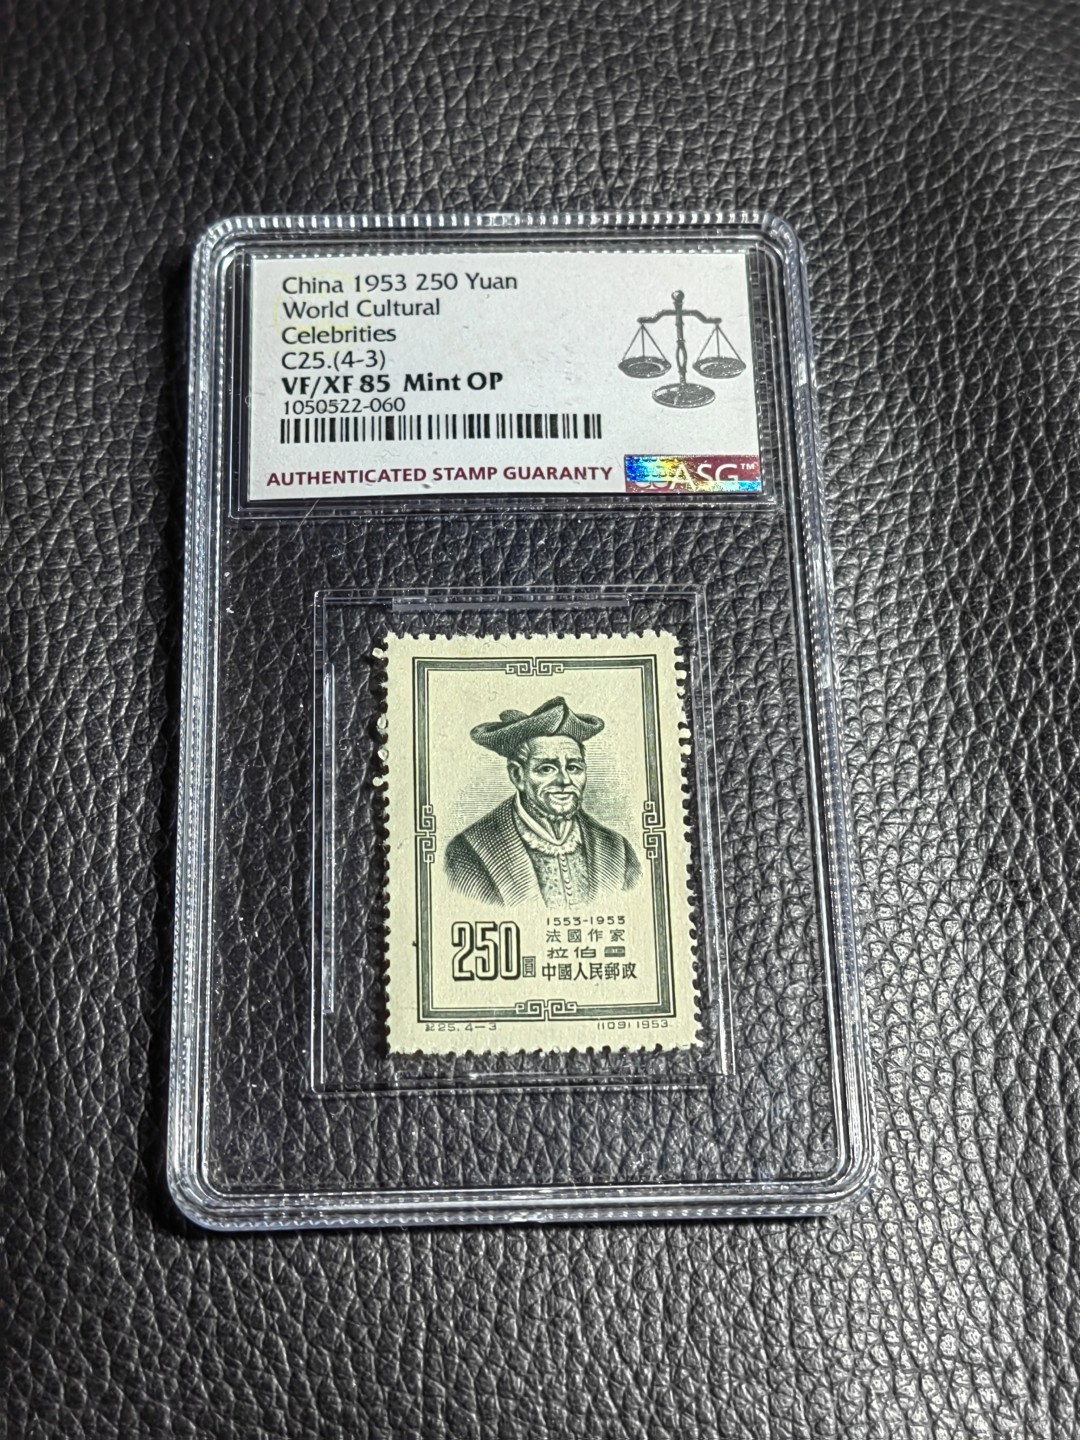 China 1953 250 Yuan
World Cultural
Celebrities
C25.(4-3)
VF/XF 85 Mint OP
1050522-060
AUTHENTICATED STAMP GUARANTY
ASG™
1553-1953
法國作家
拉伯雷
250圓
中國人民郵政
紀25.4-3.
(109)1953